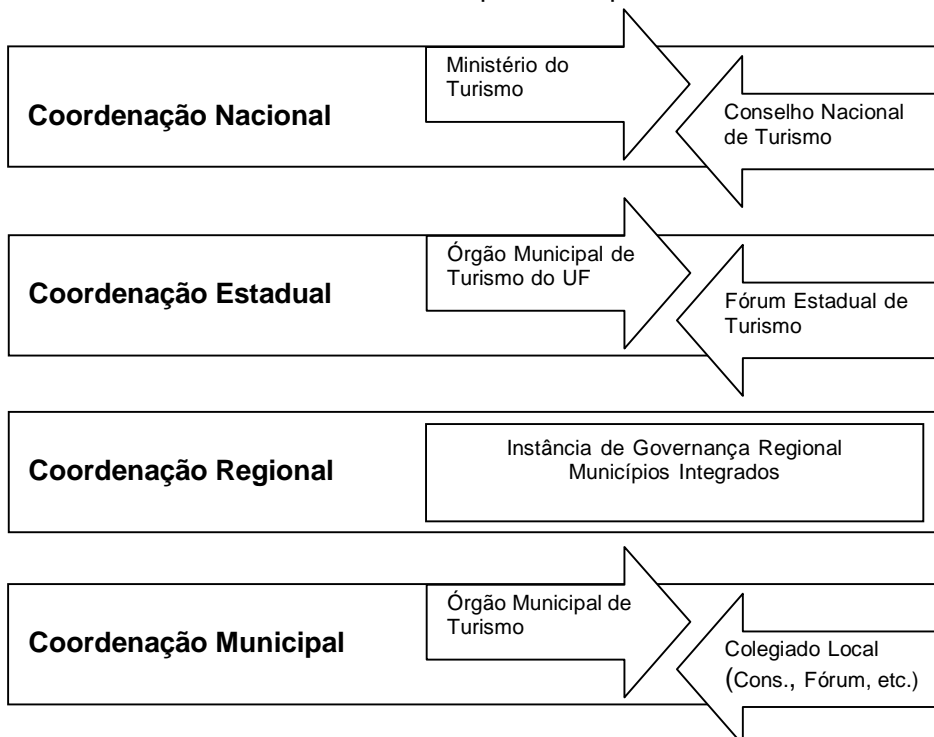 Ministério do
Turismo
Coordenação Nacional
Conselho Nacional
de Turismo
Órgão Municipal de
Turismo do UF
Coordenação Estadual
Fórum Estadual de
Turismo
Instância de Governança Regional
Municípios Integrados
Coordenação Regional
Órgão Municipal de
Turismo
Coordenação Municipal
Colegiado Local
(Cons., Fórum, etc.)